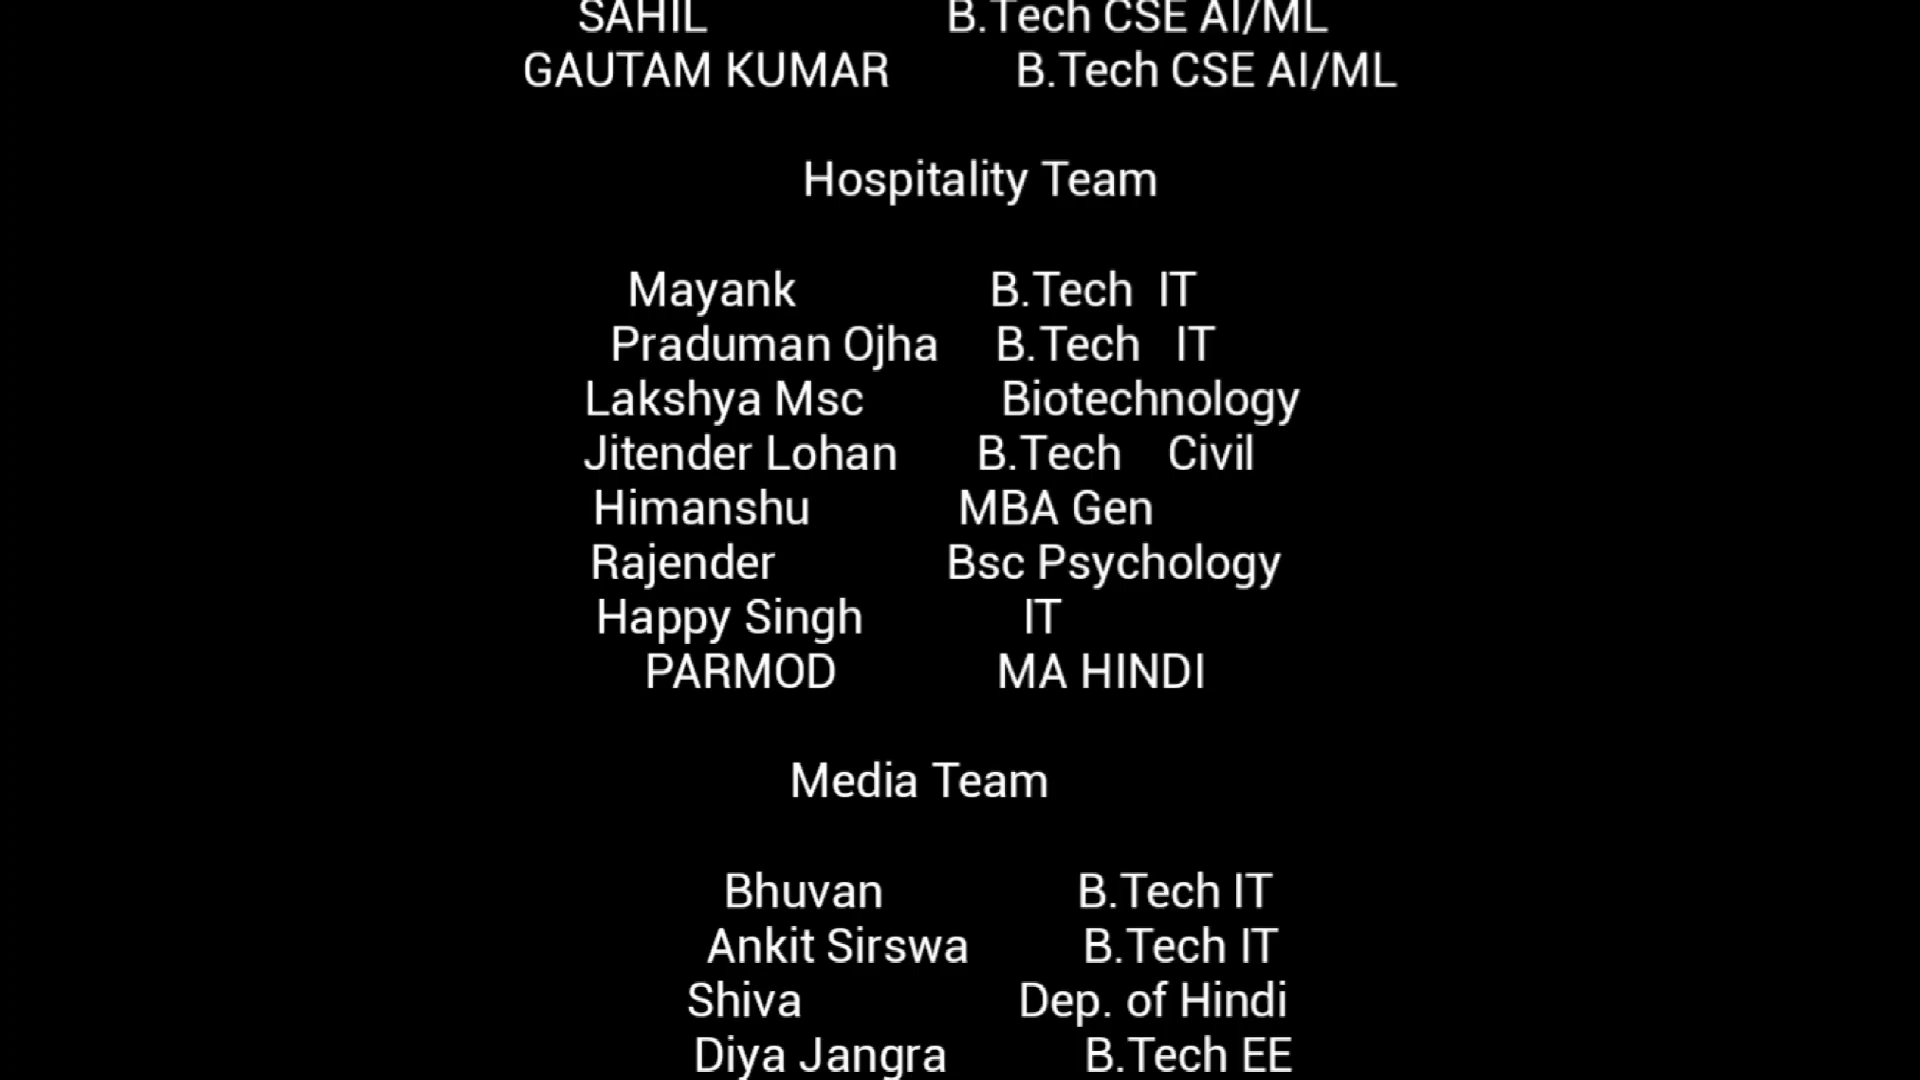 SAHIL B.Tech CSE AI/ML
GAUTAM KUMAR B.Tech CSE AI/ML
Hospitality Team
Mayank B.Tech IT
Praduman Ojha B.Tech IT
Lakshya Msc Biotechnology
Jitender Lohan B.Tech Civil
Himanshu MBA Gen
Rajender Bsc Psychology
Happy Singh IT
PARMOD MA HINDI
Media Team
Bhuvan B.Tech IT
Ankit Sirswa B.Tech IT
Shiva Dep. of Hindi
Diya Jangra B.Tech EE